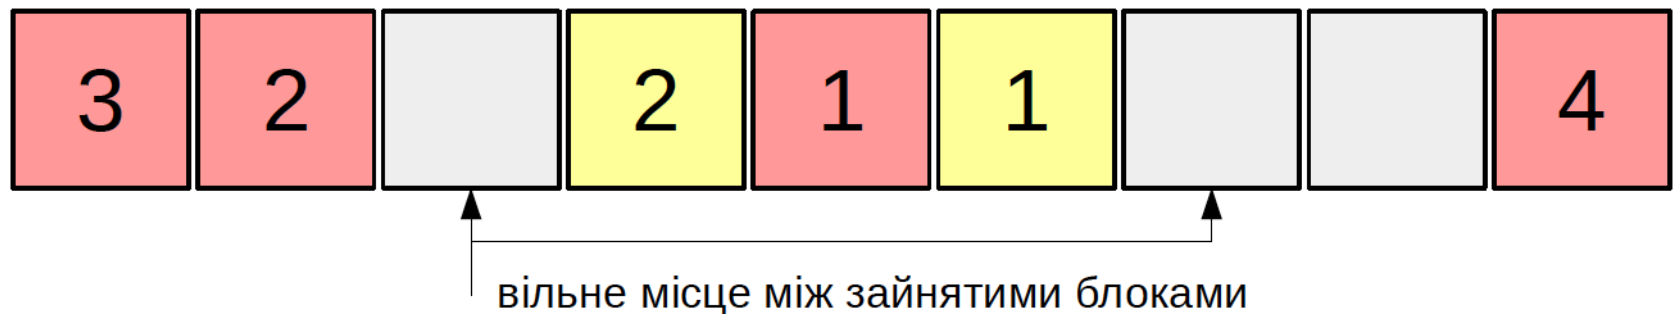 3 2 2 1 1 4
вільне місце між зайнятими блоками